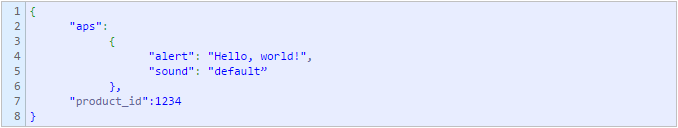 1 {
2       "aps":
3             {
4                   "alert": "Hello, world!",
5                   "sound": "default”
6             },
7       "product_id":1234
8 }